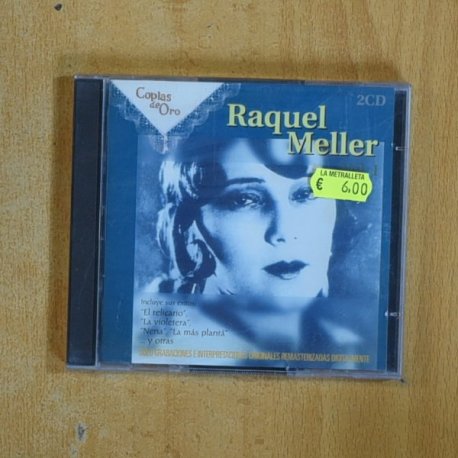 Coplas
de
Oro
2CD
Raquel
Meller
LA METRALLETA
€ 6.00
Incluye sus éxitos:
"El relicario",
"La violetera",
"Nena", "La más plantá"
... y otras
GRABACIONES E INTERPRETACIONES ORIGINALES REMASTERIZADAS DIGITALMENTE